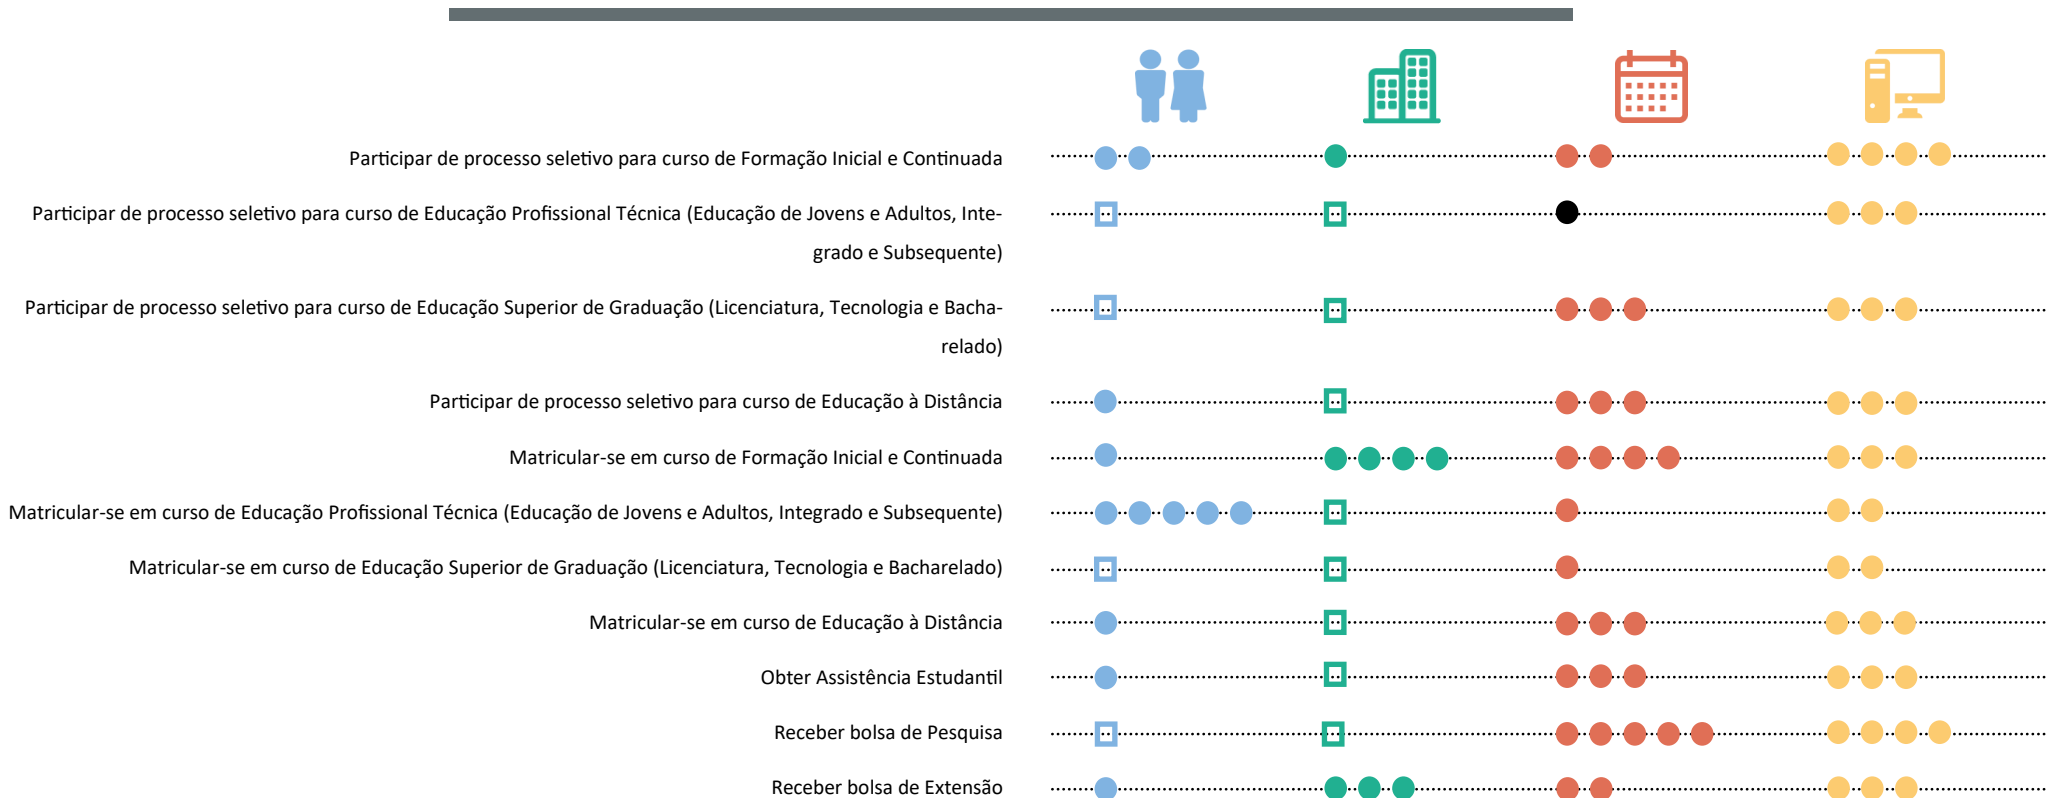 Participar de processo seletivo para curso de Formação Inicial e Continuada
Participar de processo seletivo para curso de Educação Profissional Técnica (Educação de Jovens e Adultos, Inte-
grado e Subsequente)
Participar de processo seletivo para curso de Educação Superior de Graduação (Licenciatura, Tecnologia e Bacha-
relado)
Participar de processo seletivo para curso de Educação à Distância
Matricular-se em curso de Formação Inicial e Continuada
Matricular-se em curso de Educação Profissional Técnica (Educação de Jovens e Adultos, Integrado e Subsequente)
Matricular-se em curso de Educação Superior de Graduação (Licenciatura, Tecnologia e Bacharelado)
Matricular-se em curso de Educação à Distância
Obter Assistência Estudantil
Receber bolsa de Pesquisa
Receber bolsa de Extensão